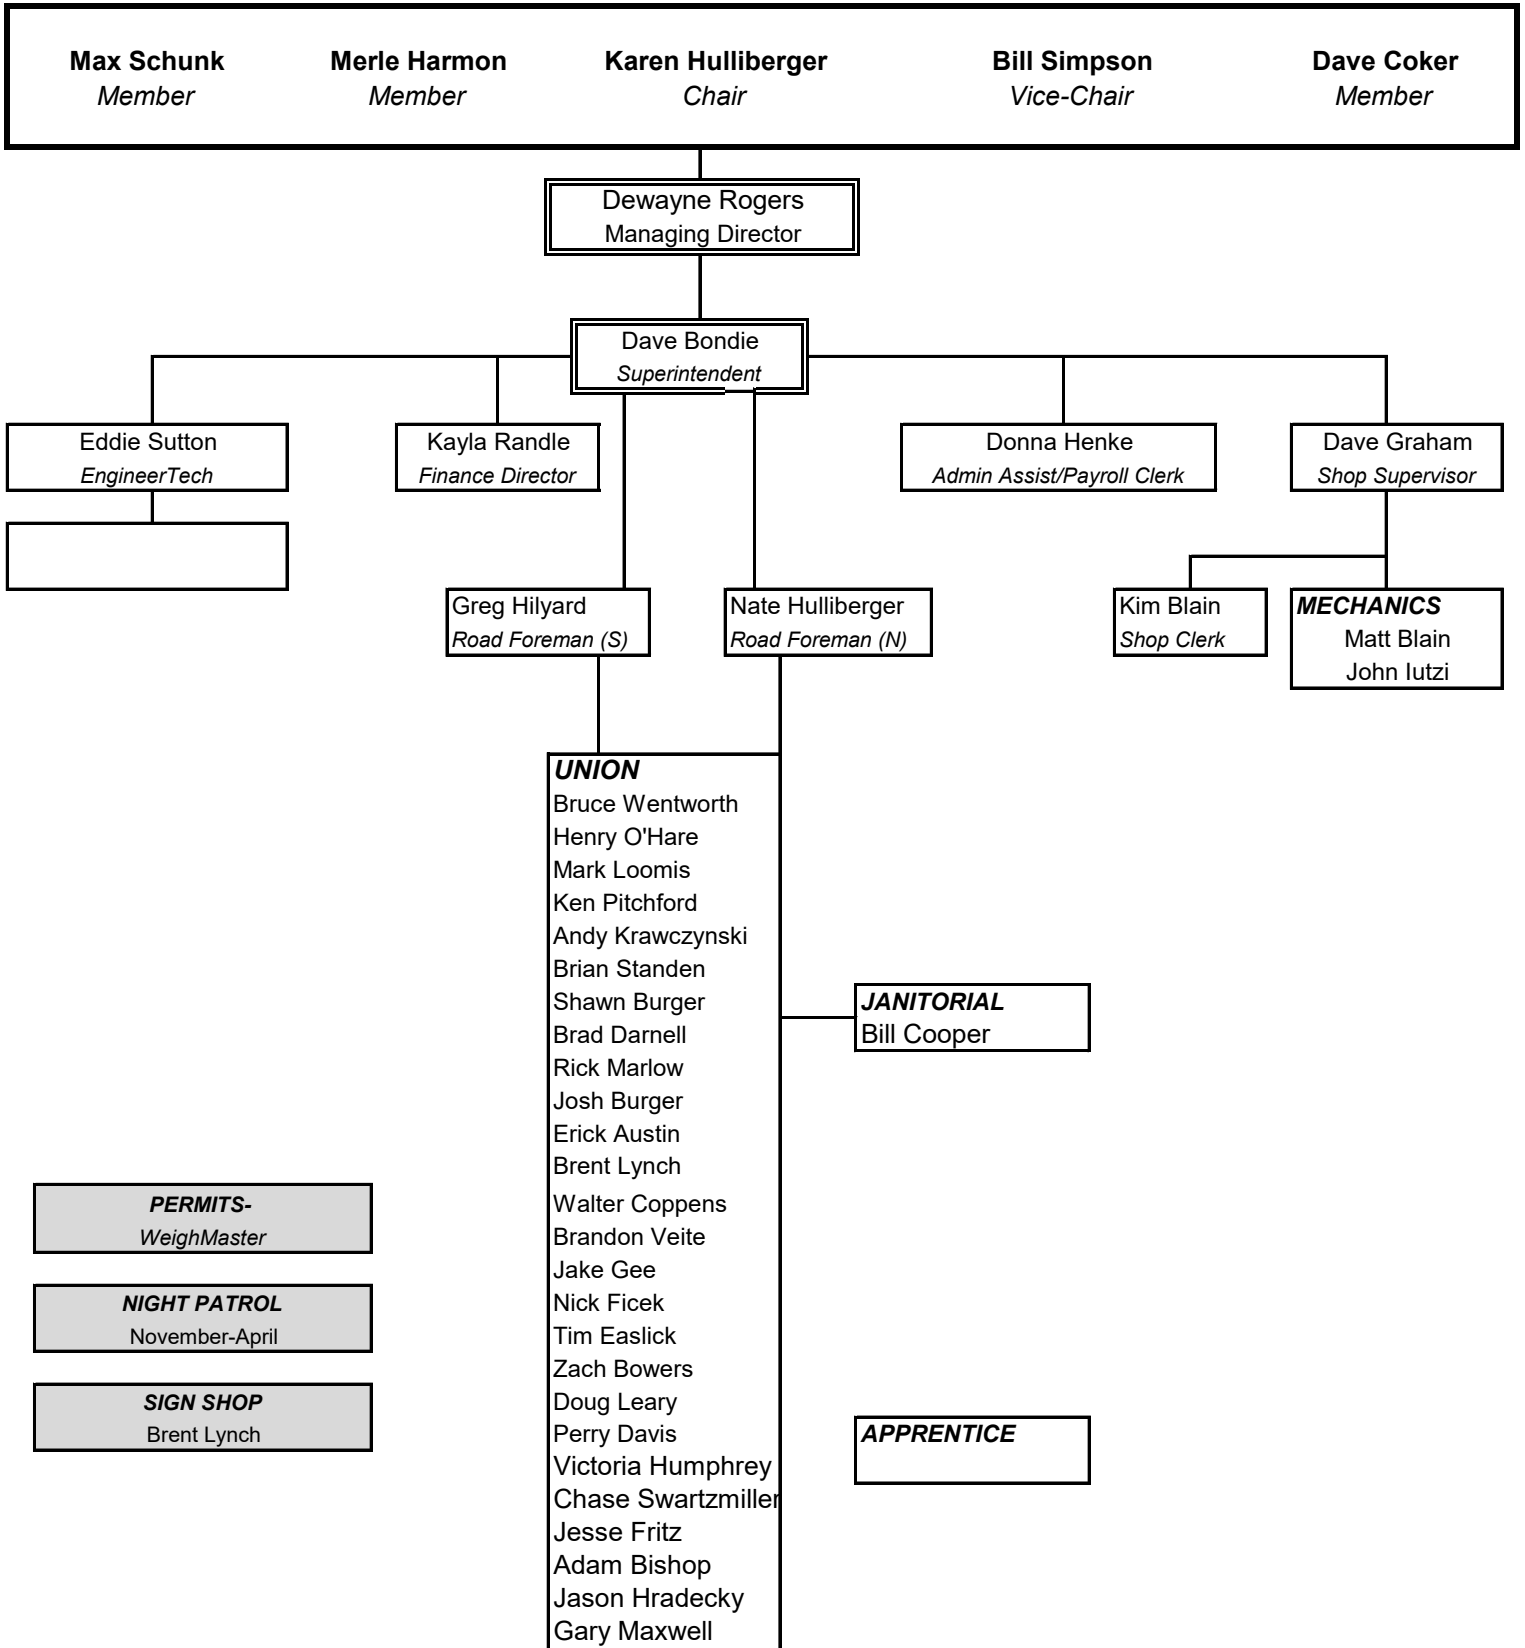 Max Schunk
Member
Merle Harmon
Member
Karen Hulliberger
Chair
Bill Simpson
Vice-Chair
Dave Coker
Member
Dewayne Rogers
Managing Director
Dave Bondie
Superintendent
Eddie Sutton
EngineerTech
Kayla Randle
Finance Director
Donna Henke
Admin Assist/Payroll Clerk
Dave Graham
Shop Supervisor
Greg Hilyard
Road Foreman (S)
Nate Hulliberger
Road Foreman (N)
Kim Blain
Shop Clerk
MECHANICS
Matt Blain
John Iutzi
UNION
Bruce Wentworth
Henry O'Hare
Mark Loomis
Ken Pitchford
Andy Krawczynski
Brian Standen
Shawn Burger
Brad Darnell
Rick Marlow
Josh Burger
Erick Austin
Brent Lynch
Walter Coppens
Brandon Veite
Jake Gee
Nick Ficek
Tim Easlick
Zach Bowers
Doug Leary
Perry Davis
Victoria Humphrey
Chase Swartzmiller
Jesse Fritz
Adam Bishop
Jason Hradecky
Gary Maxwell
JANITORIAL
Bill Cooper
PERMITS-
WeighMaster
NIGHT PATROL
November-April
SIGN SHOP
Brent Lynch
APPRENTICE